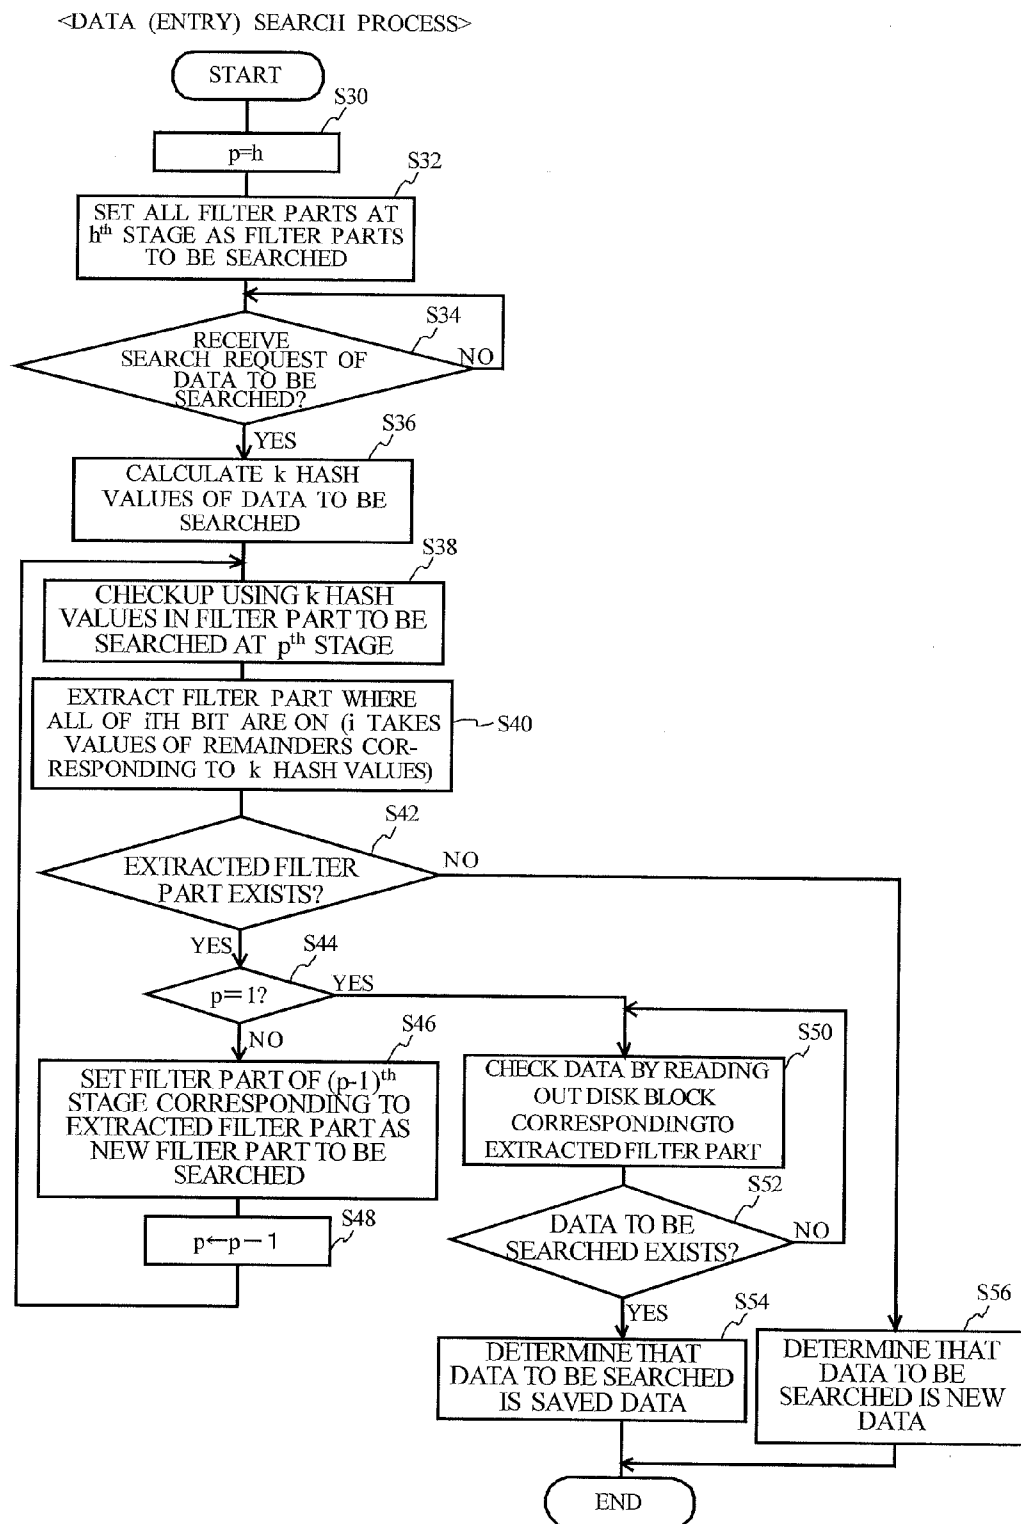 <DATA (ENTRY) SEARCH PROCESS>
START
S30
p=h
S32
SET ALL FILTER PARTS AT
hth STAGE AS FILTER PARTS
TO BE SEARCHED
S34
RECEIVE
SEARCH REQUEST OF
DATA TO BE
SEARCHED?
NO
YES
S36
CALCULATE k HASH
VALUES OF DATA TO BE
SEARCHED
S38
CHECKUP USING k HASH
VALUES IN FILTER PART TO BE
SEARCHED AT pth STAGE
EXTRACT FILTER PART WHERE
ALL OF iTH BIT ARE ON (i TAKES
VALUES OF REMAINDERS COR-
RESPONDING TO k HASH VALUES)
S40
S42
EXTRACTED FILTER
PART EXISTS?
NO
YES
S44
p=1?
YES
NO
S46
SET FILTER PART OF (p-1)th
STAGE CORRESPONDING TO
EXTRACTED FILTER PART AS
NEW FILTER PART TO BE
SEARCHED
S48
p←p−1
S50
CHECK DATA BY READING
OUT DISK BLOCK
CORRESPONDINGTO
EXTRACTED FILTER PART
S52
DATA TO BE
SEARCHED EXISTS?
NO
YES
S54
DETERMINE THAT
DATA TO BE SEARCHED
IS SAVED DATA
S56
DETERMINE THAT
DATA TO BE
SEARCHED IS NEW
DATA
END